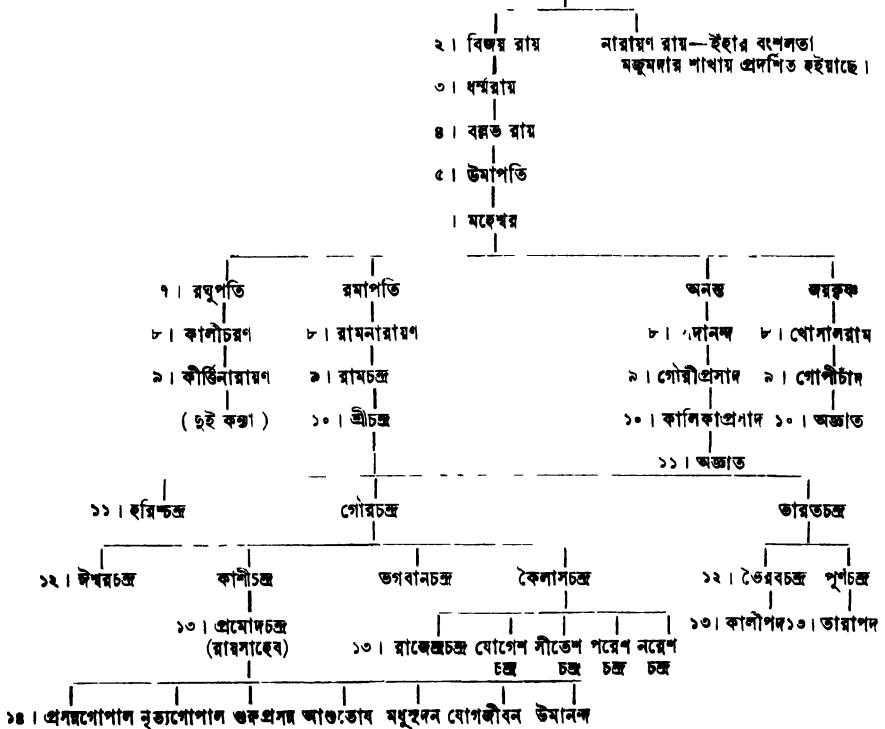 ২। বিজয় রায় নারায়ণ রায়—ইঁহার বংশলতা
মজুমদার শাখায় প্রদর্শিত হইয়াছে।
৩। ধর্ম্মরায়
৪। বল্লভ রায়
৫। উমাপতি
। মহেশ্বর
৭। রঘুপতি রমাপতি অনন্ত জয়কৃষ্ণ
৮। কালীচরণ ৮। রামনারায়ণ ৮। দানন্দ ৮। খোসালরাম
৯। কীর্ত্তিনারায়ণ ৯। রামচন্দ্র ৯। গৌরীপ্রসাদ ৯। গোপীচাঁদ
(দুই কন্যা) ১০। শ্রীচন্দ্র ১০। কালিকাপ্রসাদ ১০। অজ্ঞাত
১১। অজ্ঞাত
১১। হরিশ্চন্দ্র গৌরচন্দ্র ভারতচন্দ্র
১২। ঈশ্বরচন্দ্র কাশীচন্দ্র ভগবানচন্দ্র কৈলাসচন্দ্র ১২। ভৈরবচন্দ্র পূর্ণচন্দ্র
১৩। প্রমোদচন্দ্র ১৩। রাজেন্দ্রচন্দ্র যোগেশ সীতেশ পরেশ নরেশ ১৩। কালীপদ ১৩। তারাপদ
(রায়সাহেব) চন্দ্র চন্দ্র চন্দ্র চন্দ্র
১৪। প্রসন্নগোপাল নৃত্যগোপাল গুরুপ্রসন্ন আশুতোষ মধুসূদন যোগজীবন উমানন্দ